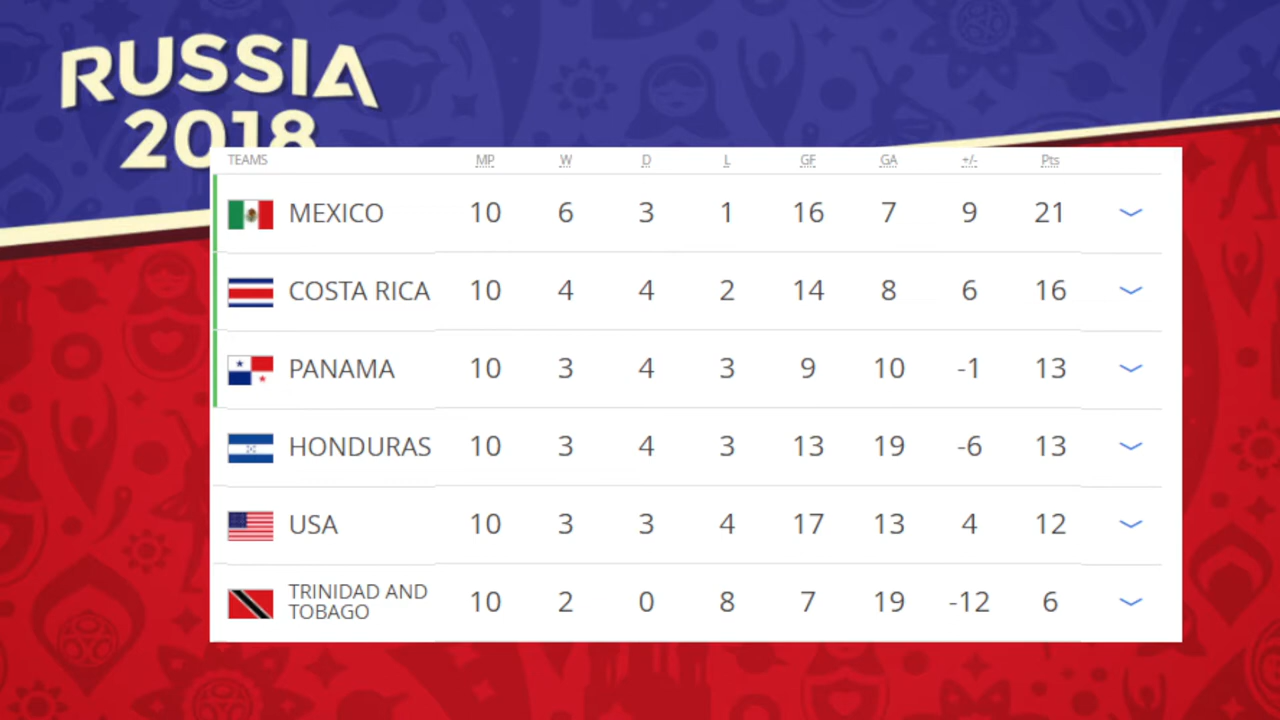 RUSSIA
2018
TEAMS MP W D L GF GA +/- Pts
MEXICO 10 6 3 1 16 7 9 21
COSTA RICA 10 4 4 2 14 8 6 16
PANAMA 10 3 4 3 9 10 -1 13
HONDURAS 10 3 4 3 13 19 -6 13
USA 10 3 3 4 17 13 4 12
TRINIDAD AND
TOBAGO 10 2 0 8 7 19 -12 6